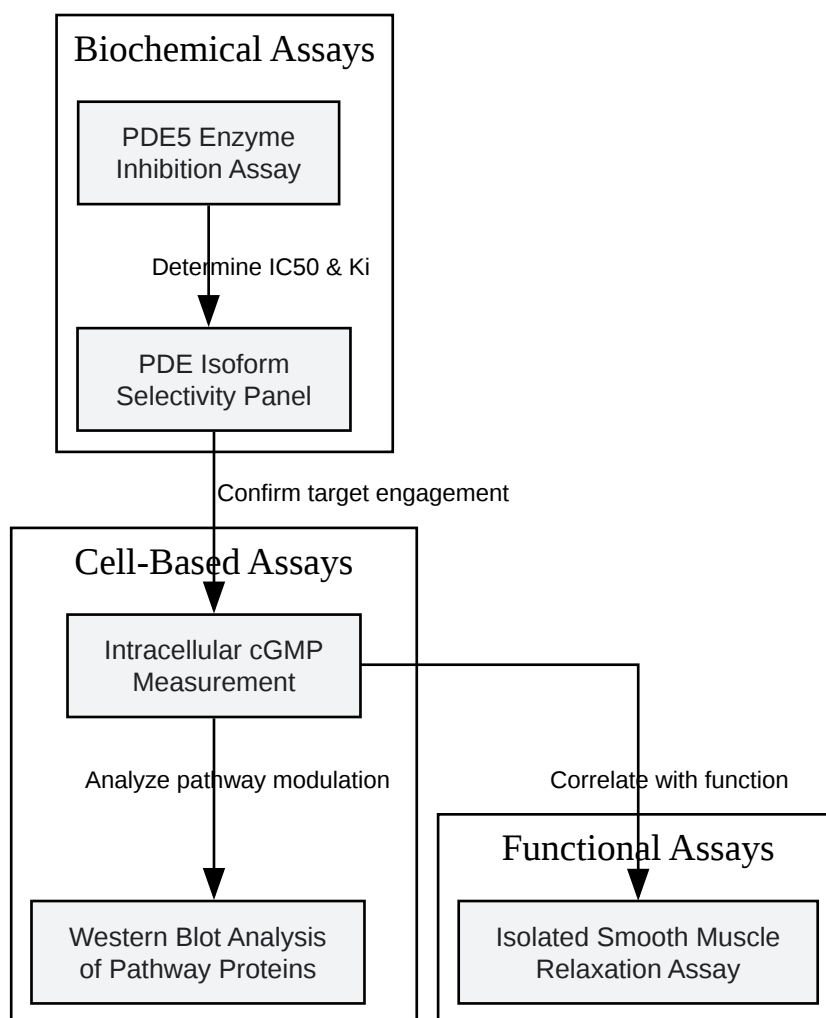 Biochemical Assays
PDE5 Enzyme
Inhibition Assay
Determine IC50 & Ki
PDE Isoform
Selectivity Panel
Confirm target engagement
Cell-Based Assays
Intracellular cGMP
Measurement
Analyze pathway modulation
Correlate with function
Functional Assays
Western Blot Analysis
of Pathway Proteins
Isolated Smooth Muscle
Relaxation Assay